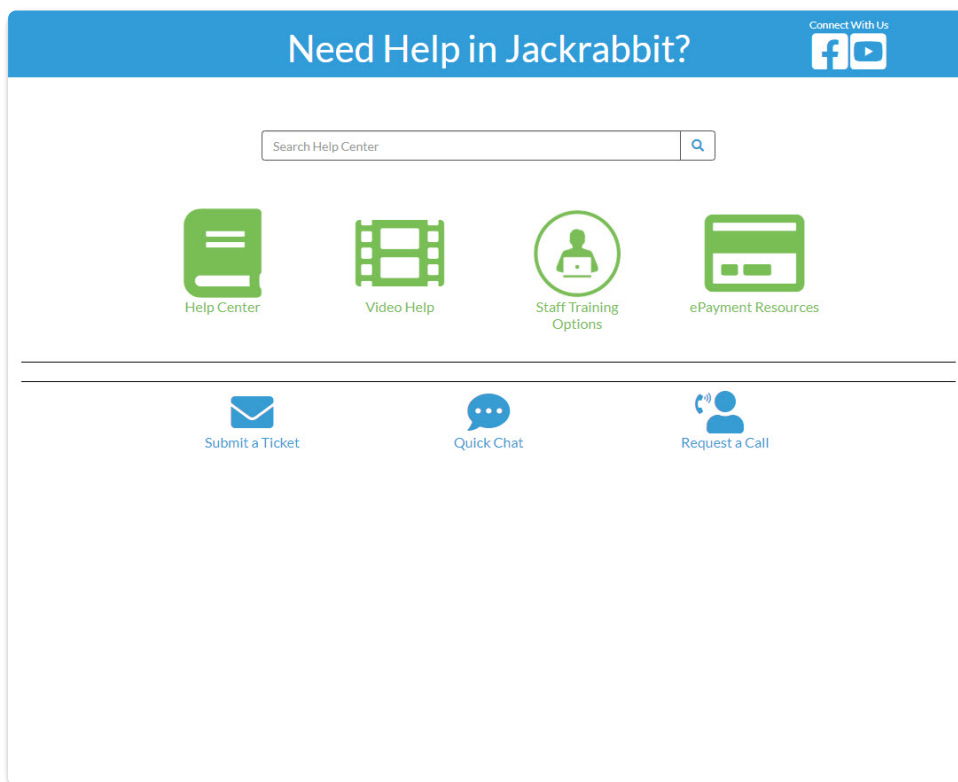 Connect With Us
Need Help in Jackrabbit?
Search Help Center
Help Center
Video Help
Staff Training
Options
ePayment Resources
Submit a Ticket
Quick Chat
Request a Call